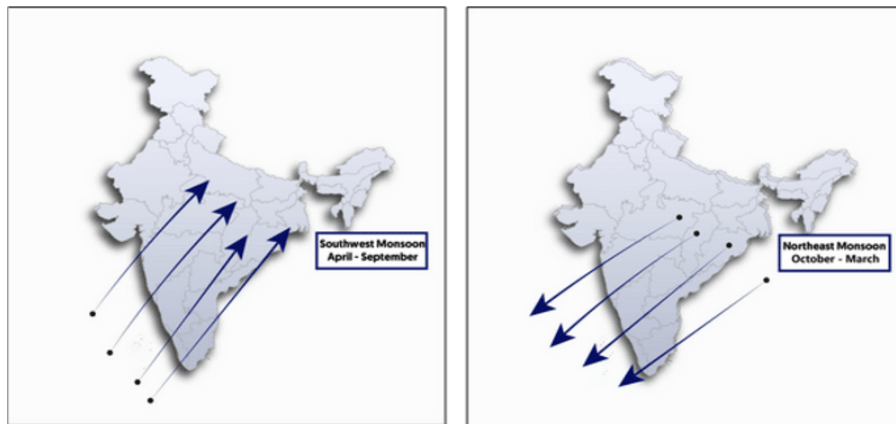 Southwest Monsoon
April - September
Northeast Monsoon
October - March